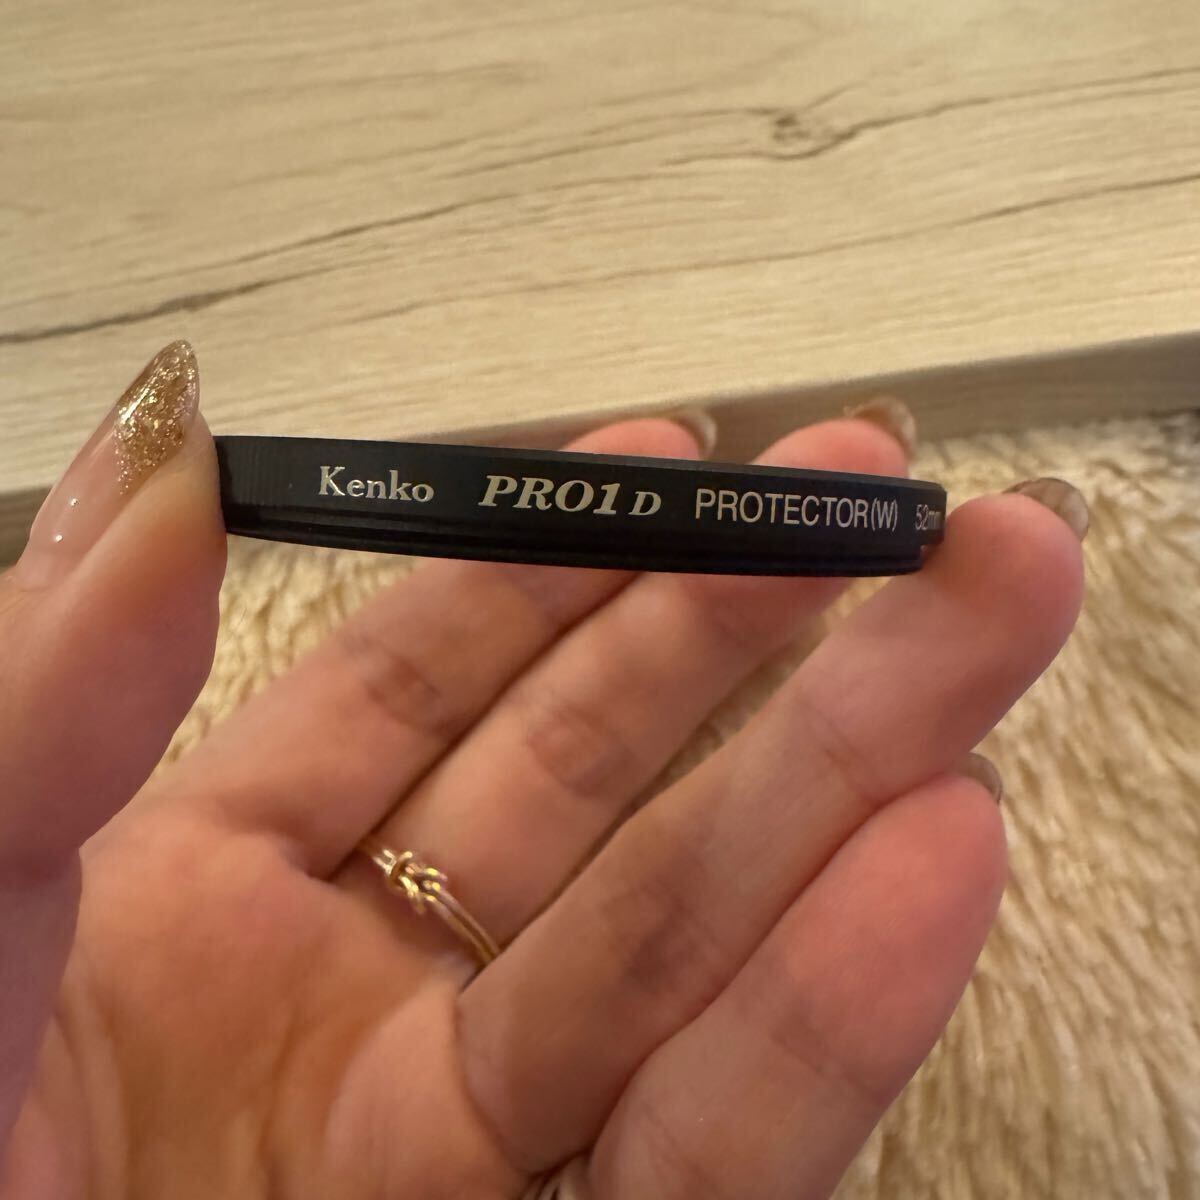 Kenko PRO1 D PROTECTOR(W) 52mm